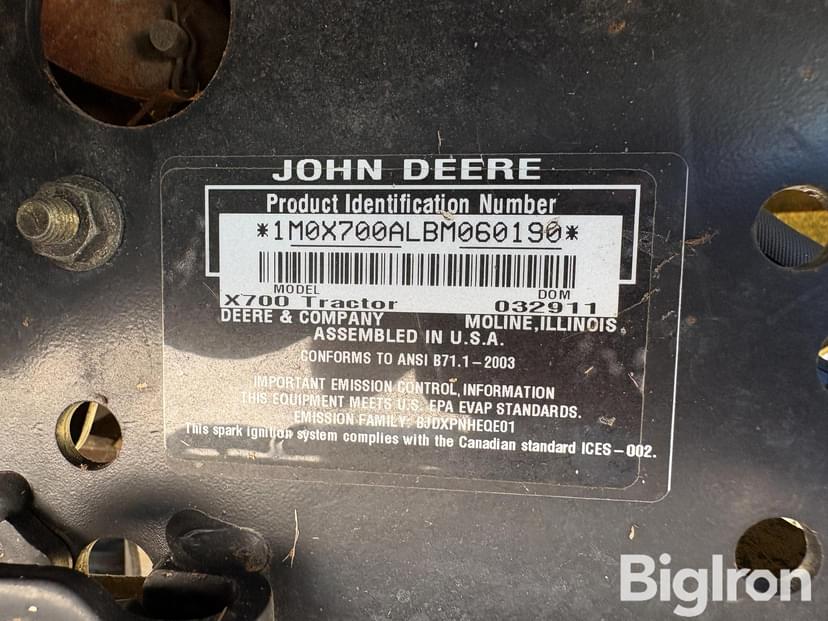 JOHN DEERE
Product Identification Number
*1M0X700ALBM060190*
MODEL DOM
X700 Tractor 032911
DEERE & COMPANY MOLINE, ILLINOIS
ASSEMBLED IN U.S.A.
CONFORMS TO ANSI B71.1-2003
IMPORTANT EMISSION CONTROL INFORMATION
THIS EQUIPMENT MEETS U.S. EPA EVAP STANDARDS.
EMISSION FAMILY: BJDXPNHEQE01
This spark ignition system complies with the Canadian standard ICES-002.
BigIron